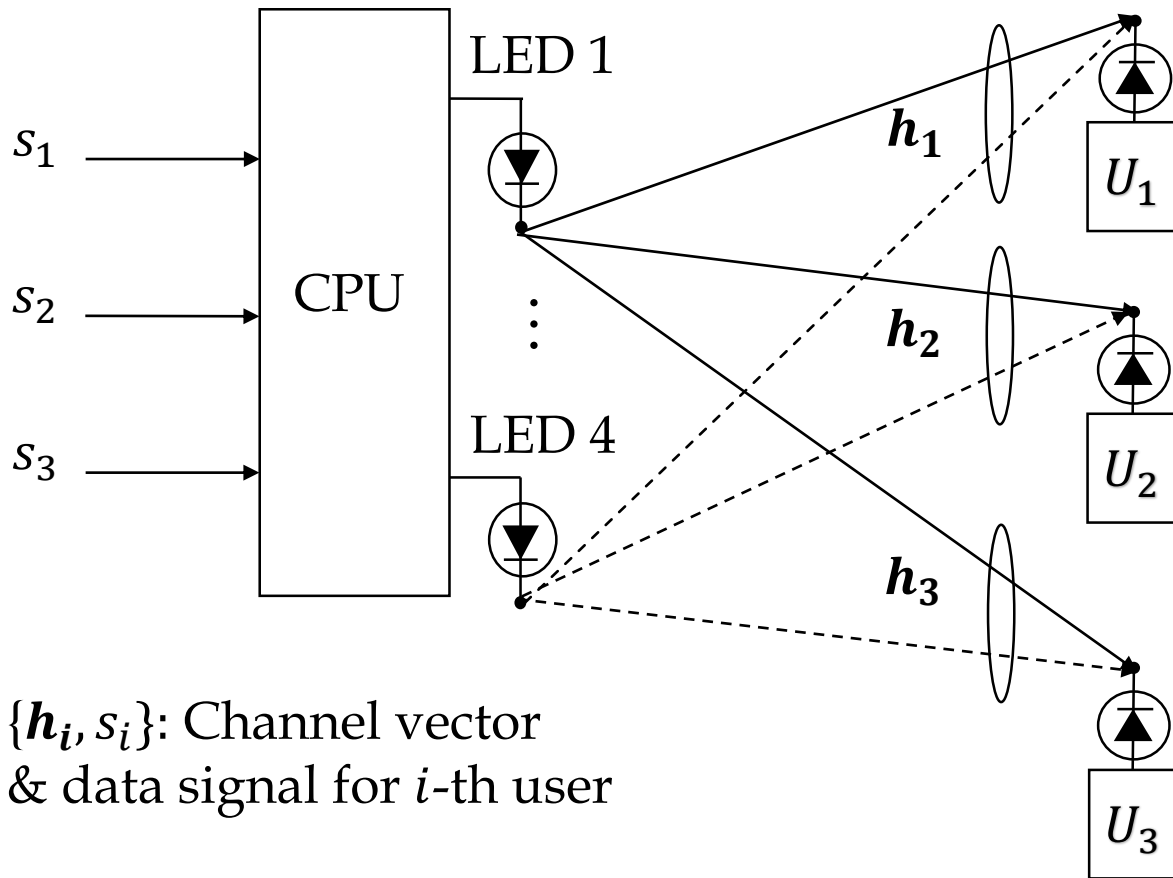 LED 1
s₁
h₁
U₁
CPU
s₂
h₂
⋮
LED 4
U₂
s₃
h₃
{hᵢ, sᵢ}: Channel vector
& data signal for i-th user
U₃